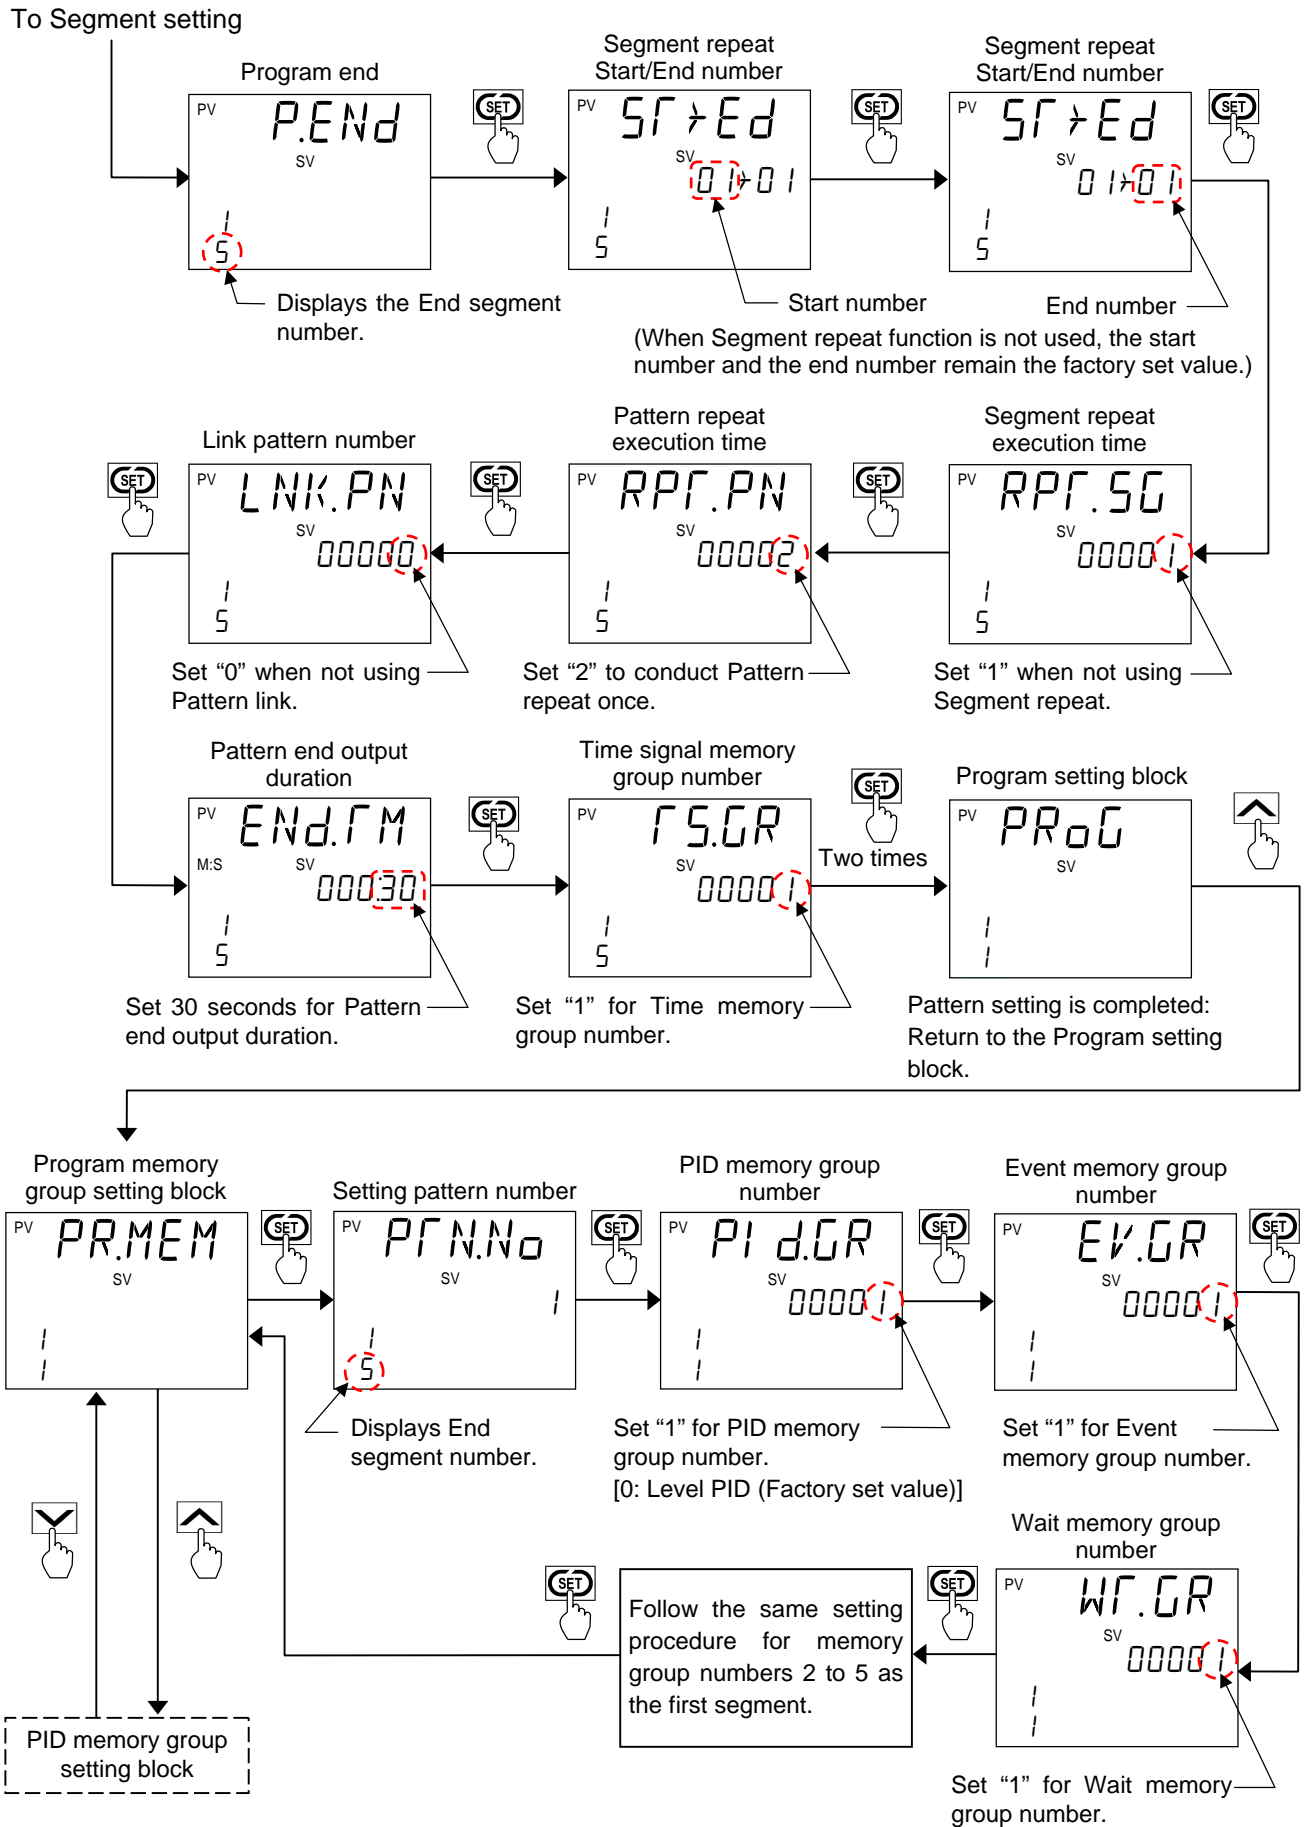 To Segment setting
Program end
PV
P.ENd
SV
1
5
SET
Displays the End segment
number.
Segment repeat
Start/End number
PV
ST>Ed
SV
01>01
1
5
SET
Start number
Segment repeat
Start/End number
PV
ST>Ed
SV
01>01
1
5
SET
End number
(When Segment repeat function is not used, the start
number and the end number remain the factory set value.)
Segment repeat
execution time
PV
RPT.SG
SV
00001
1
5
SET
Set “1” when not using
Segment repeat.
Pattern repeat
execution time
PV
RPT.PN
SV
00002
1
5
SET
Set “2” to conduct Pattern
repeat once.
Link pattern number
PV
LNK.PN
SV
00000
1
5
SET
Set “0” when not using
Pattern link.
Pattern end output
duration
PV
ENd.TM
M:S
SV
000:30
1
5
SET
Set 30 seconds for Pattern
end output duration.
Time signal memory
group number
PV
TS.GR
SV
00001
1
5
SET
Two times
Set “1” for Time memory
group number.
Program setting block
PV
PRoG
SV
1
1
Pattern setting is completed:
Return to the Program setting
block.
Program memory
group setting block
PV
PR.MEM
SV
1
1
SET
Setting pattern number
PV
PTN.No
SV
1
1
5
SET
Displays End
segment number.
PID memory group
number
PV
PId.GR
SV
00001
1
1
SET
Set “1” for PID memory
group number.
[0: Level PID (Factory set value)]
Event memory group
number
PV
EV.GR
SV
00001
1
1
SET
Set “1” for Event
memory group number.
Wait memory group
number
PV
WT.GR
SV
00001
1
1
SET
Set “1” for Wait memory
group number.
Follow the same setting
procedure for memory
group numbers 2 to 5 as
the first segment.
SET
PID memory group
setting block